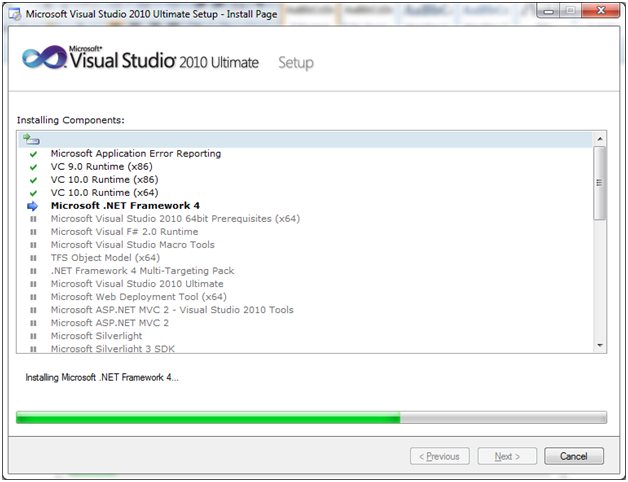 Microsoft Visual Studio 2010 Ultimate Setup - Install Page
Microsoft®
Visual Studio® 2010 Ultimate Setup
Installing Components:
Microsoft Application Error Reporting
VC 9.0 Runtime (x86)
VC 10.0 Runtime (x86)
VC 10.0 Runtime (x64)
Microsoft .NET Framework 4
Microsoft Visual Studio 2010 64bit Prerequisites (x64)
Microsoft Visual F# 2.0 Runtime
Microsoft Visual Studio Macro Tools
TFS Object Model (x64)
.NET Framework 4 Multi-Targeting Pack
Microsoft Visual Studio 2010 Ultimate
Microsoft Web Deployment Tool (x64)
Microsoft ASP.NET MVC 2 - Visual Studio 2010 Tools
Microsoft ASP.NET MVC 2
Microsoft Silverlight
Microsoft Silverlight 3 SDK
Installing Microsoft .NET Framework 4...
< Previous Next > Cancel